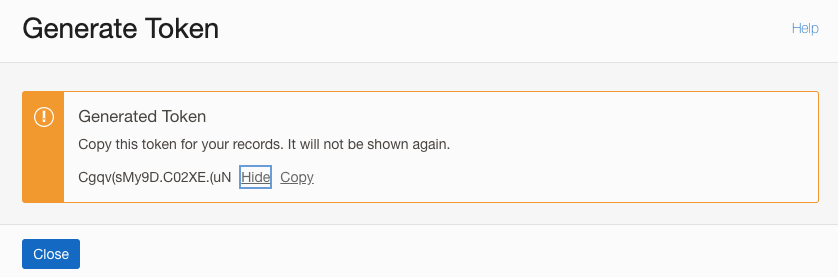 Generate Token
Help
Generated Token
Copy this token for your records. It will not be shown again.
Cgqv(sMy9D.C02XE.(uN Hide Copy
Close